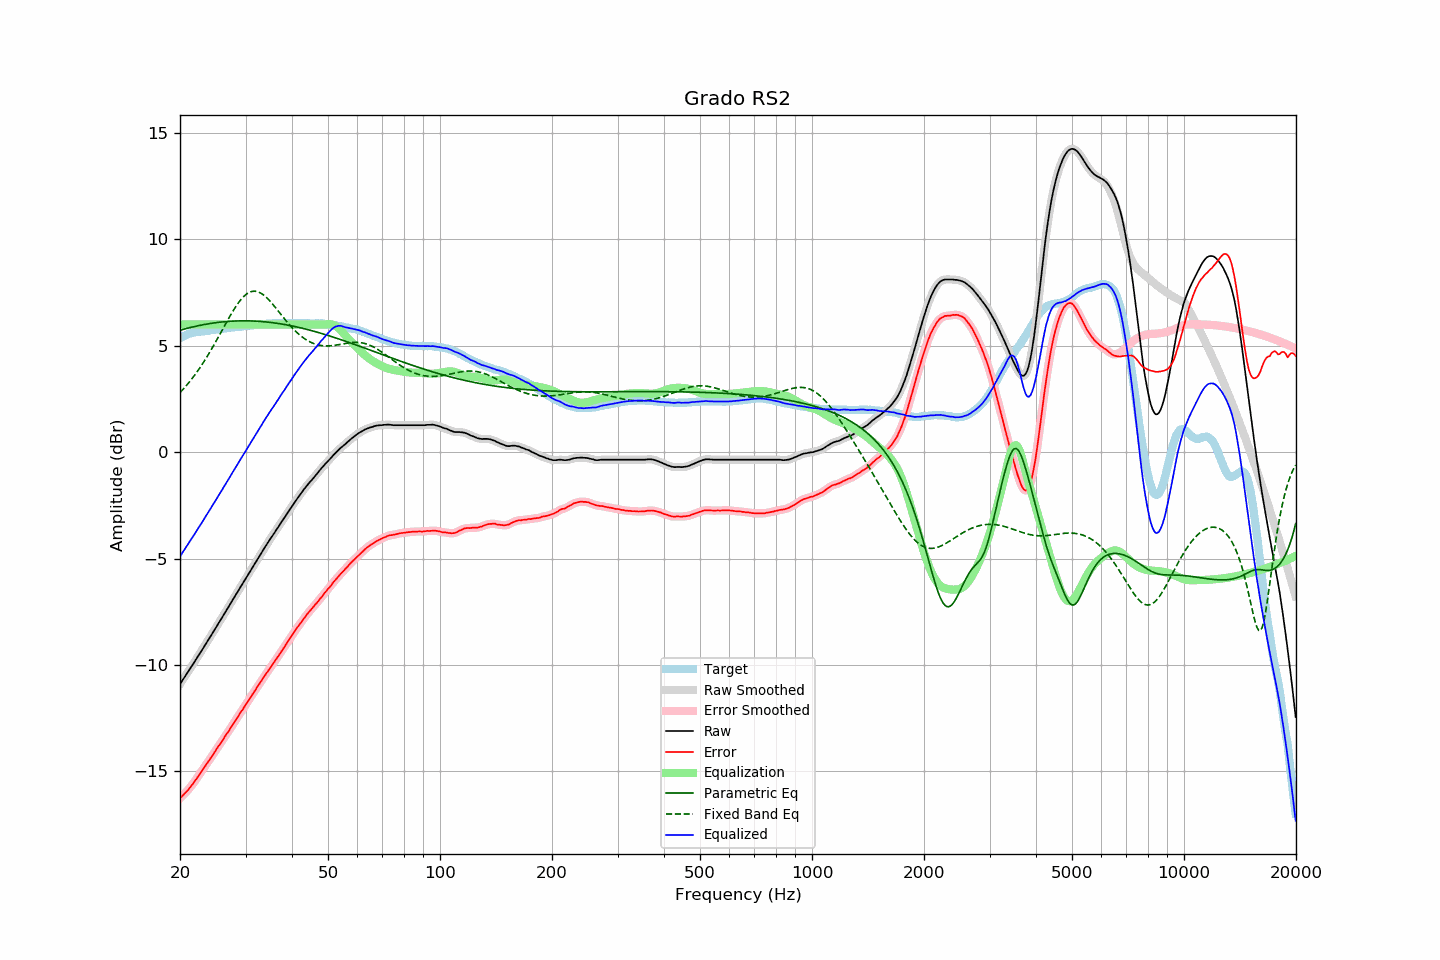 Grado RS2
Amplitude (dBr)
15
10
5
0
−5
−10
−15
Target
Raw Smoothed
Error Smoothed
Raw
Error
Equalization
Parametric Eq
Fixed Band Eq
Equalized
20 50 100 200 500 1000 2000 5000 10000 20000
Frequency (Hz)